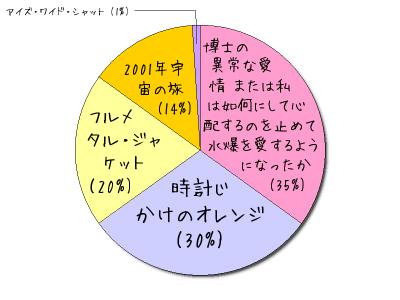 アイズ・ワイド・シャット (1%)
博士の
異常な愛
情 または私
は如何にして心
配するのを止めて
水爆を愛するよう
になったか
(35%)
2001年宇
宙の旅
(14%)
フルメ
タル・ジャ
ケット
(20%)
時計じ
かけのオレンジ
(30%)